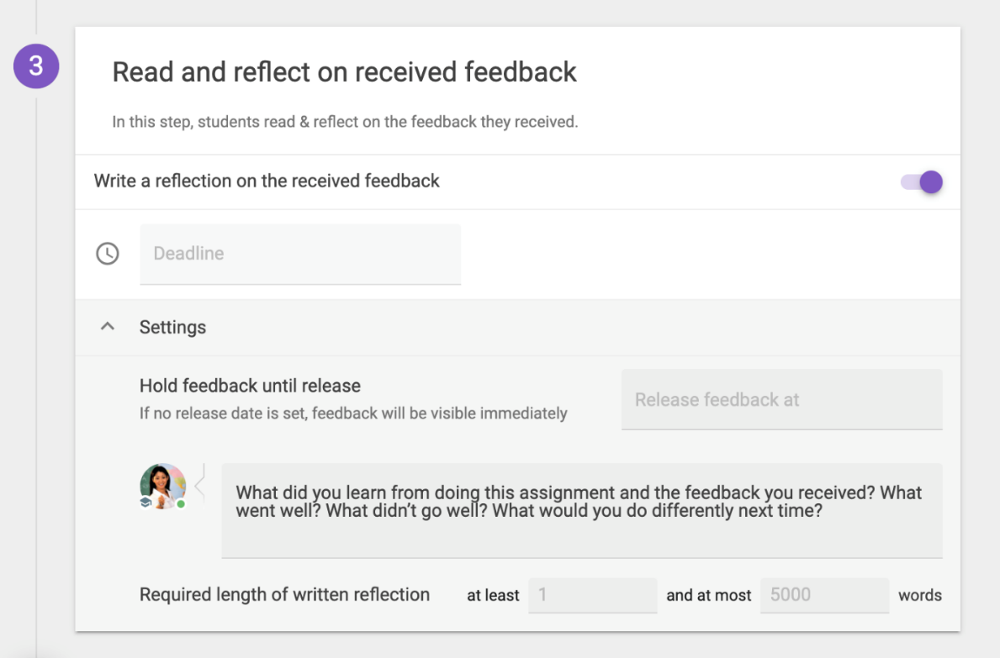 3
Read and reflect on received feedback
In this step, students read & reflect on the feedback they received.
Write a reflection on the received feedback
Deadline
Settings
Hold feedback until release
If no release date is set, feedback will be visible immediately
Release feedback at
What did you learn from doing this assignment and the feedback you received? What
went well? What didn’t go well? What would you do differently next time?
Required length of written reflection at least 1 and at most 5000 words